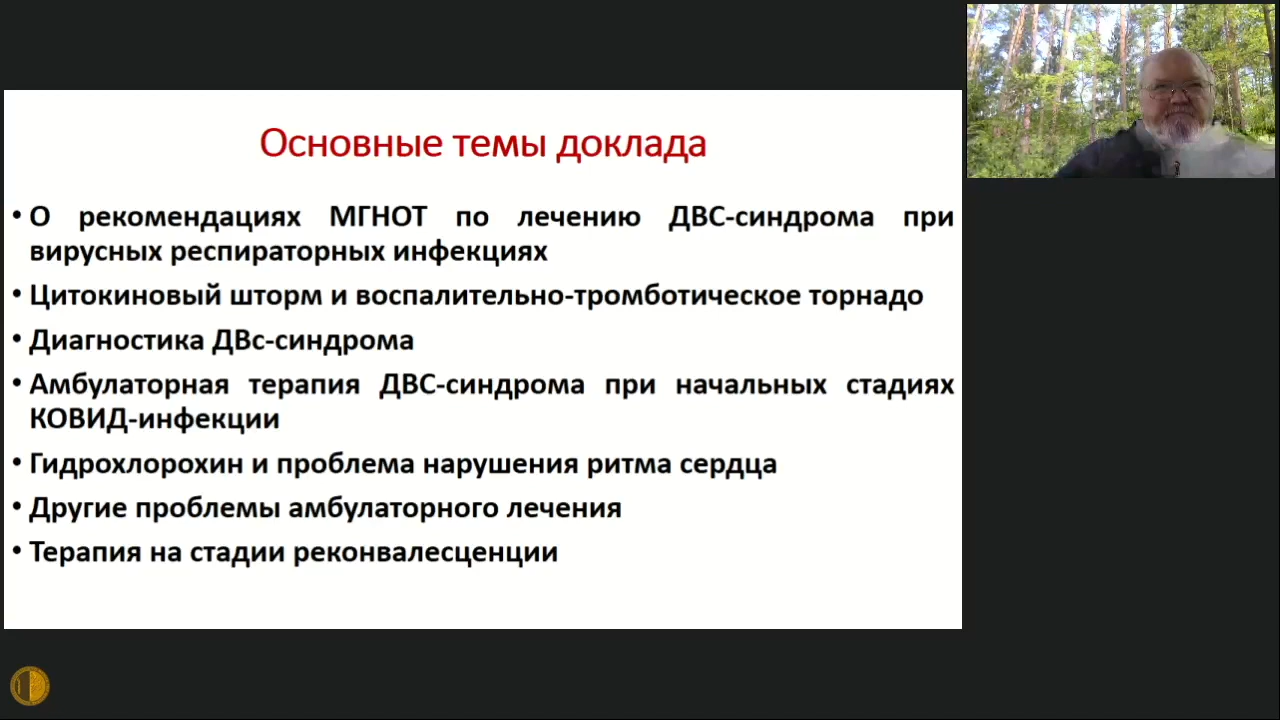 Основные темы доклада
• О рекомендациях МГНОТ по лечению ДВС-синдрома при
вирусных респираторных инфекциях
• Цитокиновый шторм и воспалительно-тромботическое торнадо
• Диагностика ДВс-синдрома
• Амбулаторная терапия ДВС-синдрома при начальных стадиях
КОВИД-инфекции
• Гидрохлорохин и проблема нарушения ритма сердца
• Другие проблемы амбулаторного лечения
• Терапия на стадии реконвалесценции